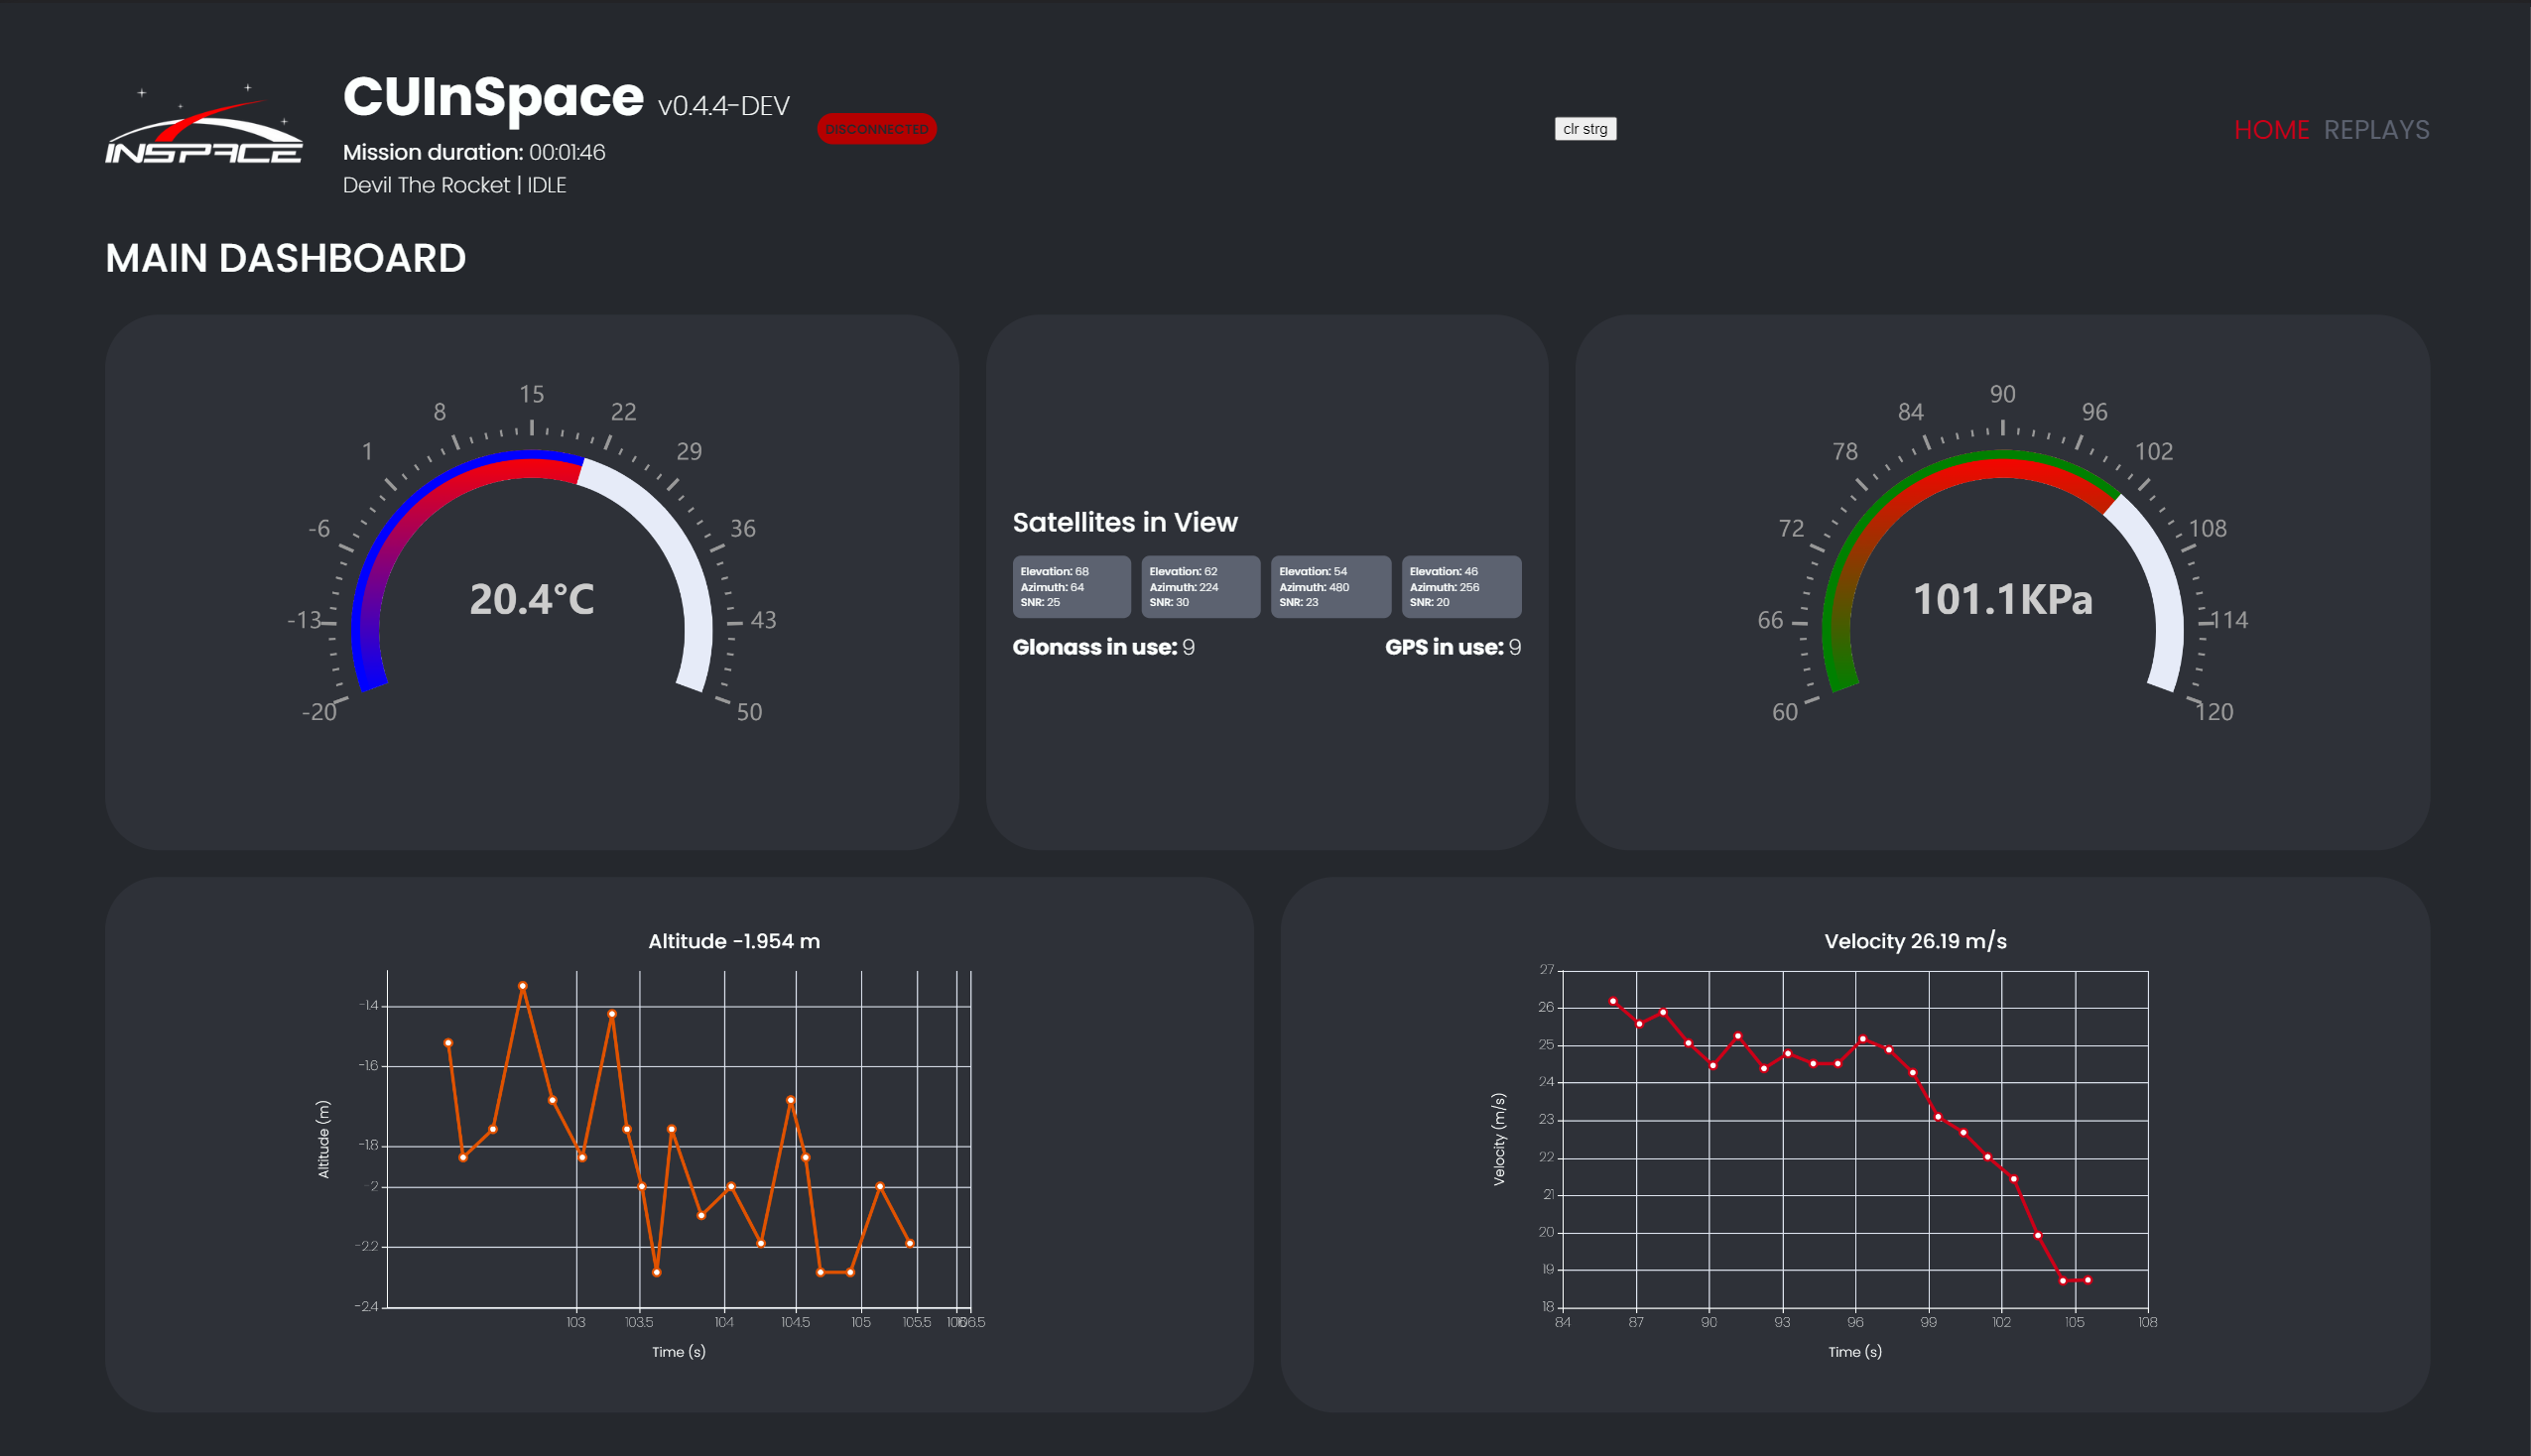 INSPACE
CUInSpace v0.4.4-DEV
DISCONNECTED
clr strg
HOME REPLAYS
Mission duration: 00:01:46
Devil The Rocket | IDLE
MAIN DASHBOARD
-20
-13
-6
1
8
15
22
29
36
43
50
20.4°C
Satellites in View
Elevation: 68
Azimuth: 64
SNR: 25
Elevation: 62
Azimuth: 224
SNR: 30
Elevation: 54
Azimuth: 480
SNR: 23
Elevation: 46
Azimuth: 256
SNR: 20
Glonass in use: 9
GPS in use: 9
60
66
72
78
84
90
96
102
108
114
120
101.1KPa
Altitude -1.954 m
Altitude (m)
-1.4
-1.6
-1.8
-2
-2.2
-2.4
103 103.5 104 104.5 105 105.5 106 106.5
Time (s)
Velocity 26.19 m/s
Velocity (m/s)
27
26
25
24
23
22
21
20
19
18
84 87 90 93 96 99 102 105 108
Time (s)